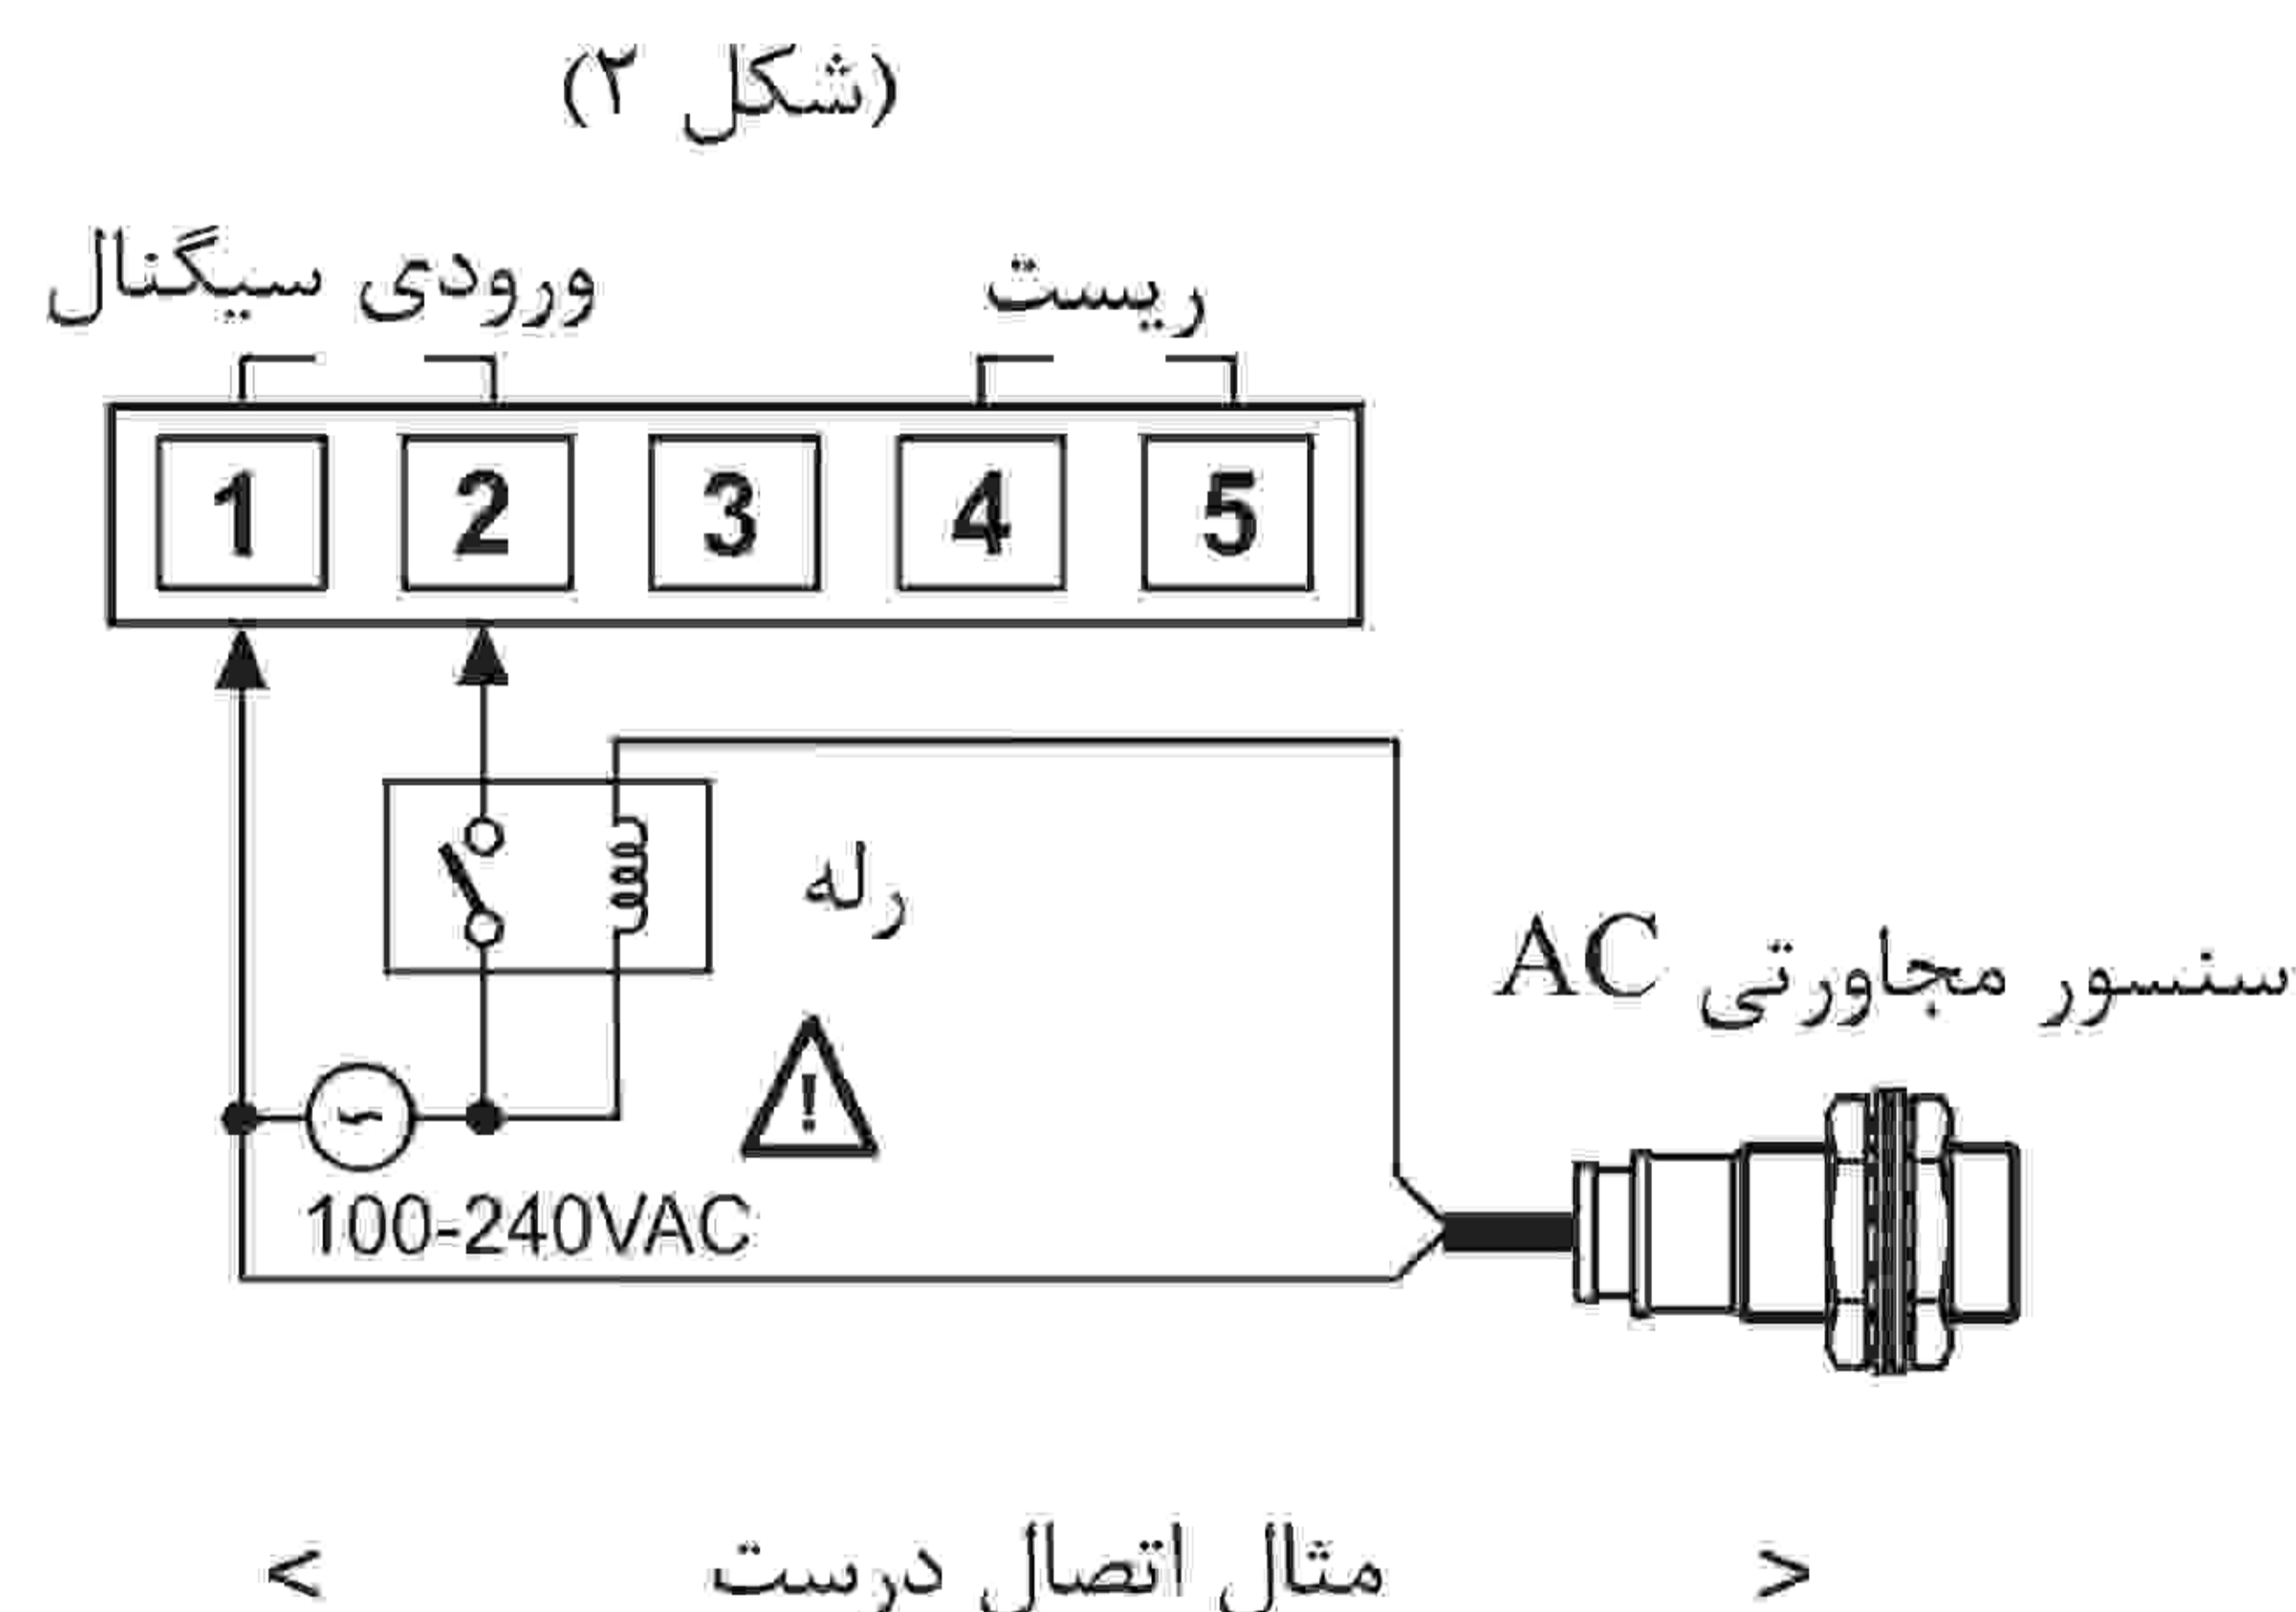 (شکل ۲)
ورودی سیگنال
ریست
1 2 3 4 5
رله
سنسور مجاورتی AC
!
100-240VAC
< مثال اتصال درست >